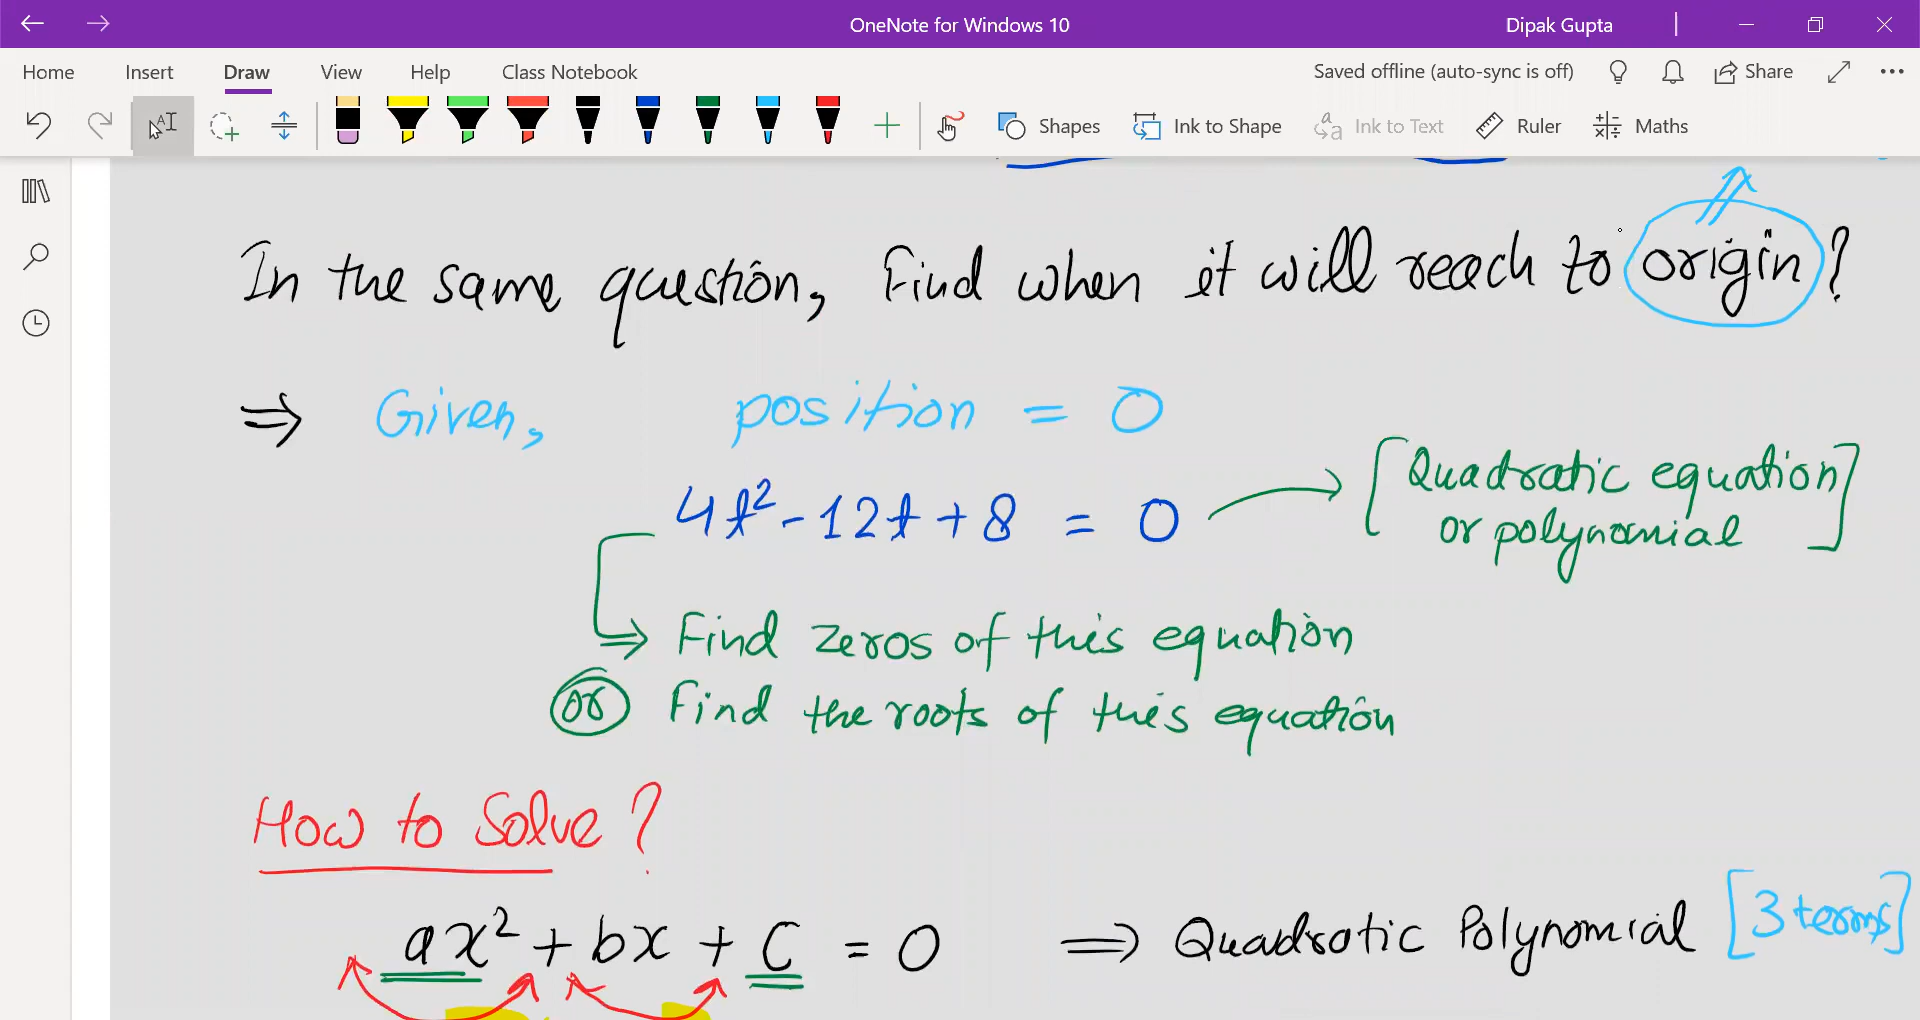 OneNote for Windows 10
Dipak Gupta
Home Insert Draw View Help Class Notebook
Saved offline (auto-sync is off) Share
Shapes Ink to Shape Ink to Text Ruler Maths
In the same question, Find when it will reach to origin?
⇒ Given, position = 0
4t² - 12t + 8 = 0 → [Quadratic equation
or polynomial]
⇒ Find zeros of this equation
or Find the roots of this equation
How to Solve?
ax² + bx + C = 0 ⇒ Quadratic Polynomial [3 terms]